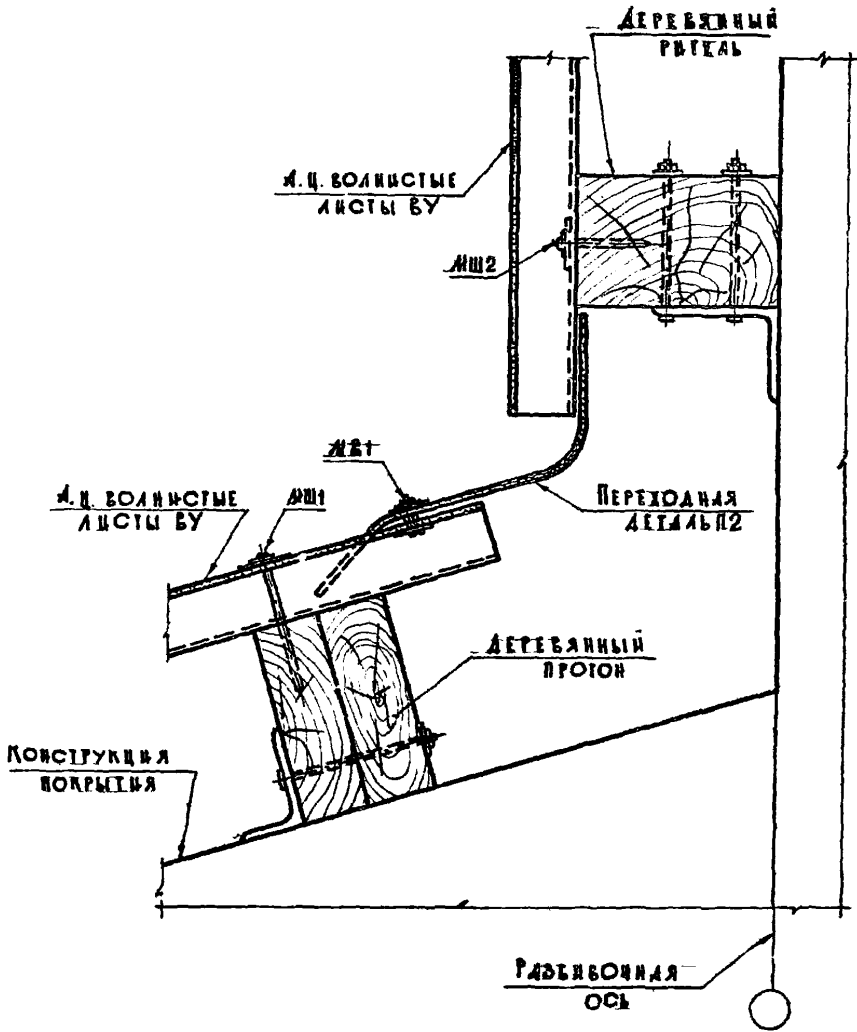 ДЕРЕВЯННЫЙ
РИГЕЛЬ
А.Ц. ВОЛНИСТЫЕ
ЛИСТЫ ВУ
МШ2
МВ1
А.Ц. ВОЛНИСТЫЕ
ЛИСТЫ ВУ
МШ1
ПЕРЕХОДНАЯ
ДЕТАЛЬ П2
ДЕРЕВЯННЫЙ
ПРОГОН
КОНСТРУКЦИЯ
ПОКРЫТИЯ
РАЗБИВОЧНАЯ
ОСЬ